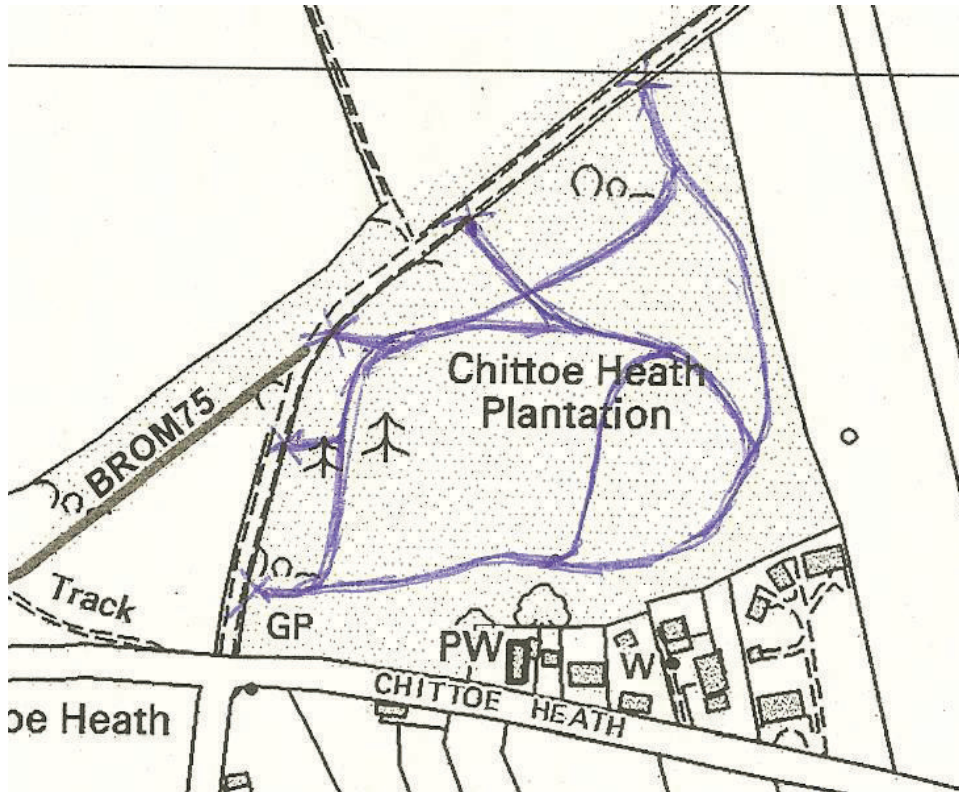 Chittoe Heath
Plantation
BROM75
Track
GP
PW
W
CHITTOE HEATH
oe Heath